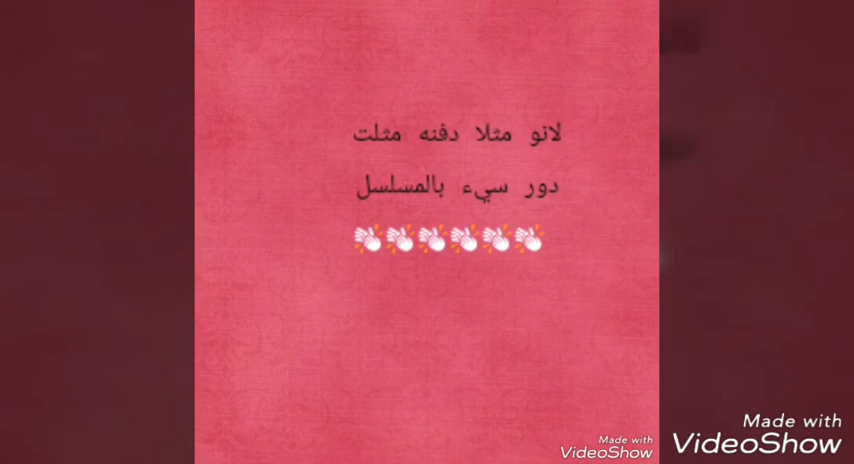 لانو مثلا دفنه مثلت
دور سيء بالمسلسل
👏🏻👏🏻👏🏻👏🏻👏🏻👏🏻
Made with
VideoShow
Made with
VideoShow